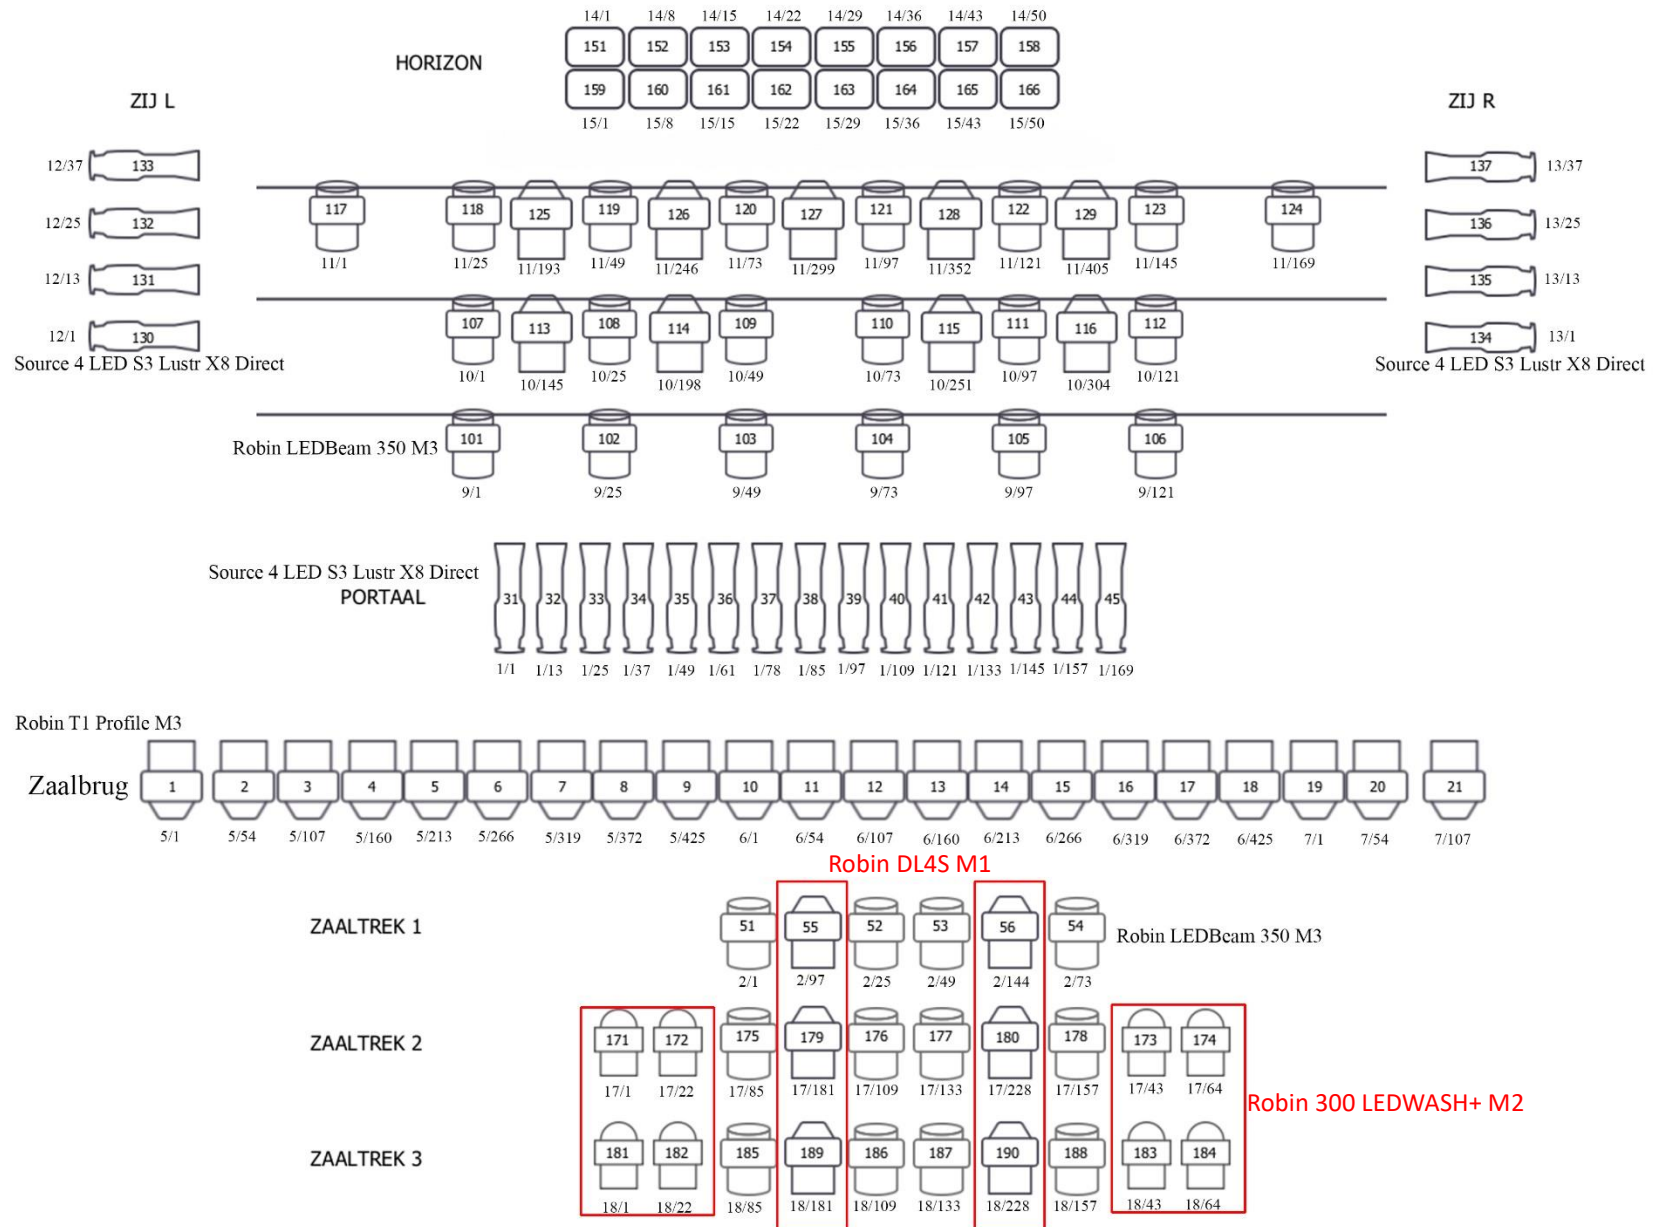 14/1 14/8 14/15 14/22 14/29 14/36 14/43 14/50
151 152 153 154 155 156 157 158
HORIZON
159 160 161 162 163 164 165 166
15/1 15/8 15/15 15/22 15/29 15/36 15/43 15/50
ZIJ L
ZIJ R
12/37 133
137 13/37
12/25 132
136 13/25
12/13 131
135 13/13
12/1 130
134 13/1
Source 4 LED S3 Lustr X8 Direct
Source 4 LED S3 Lustr X8 Direct
117 118 125 119 126 120 127 121 128 122 129 123 124
11/1 11/25 11/193 11/49 11/246 11/73 11/299 11/97 11/352 11/121 11/405 11/145 11/169
107 113 108 114 109 110 115 111 116 112
10/1 10/145 10/25 10/198 10/49 10/73 10/251 10/97 10/304 10/121
Robin LEDBeam 350 M3
101 102 103 104 105 106
9/1 9/25 9/49 9/73 9/97 9/121
Source 4 LED S3 Lustr X8 Direct
PORTAAL
31 32 33 34 35 36 37 38 39 40 41 42 43 44 45
1/1 1/13 1/25 1/37 1/49 1/61 1/78 1/85 1/97 1/109 1/121 1/133 1/145 1/157 1/169
Robin T1 Profile M3
Zaalbrug 1 2 3 4 5 6 7 8 9 10 11 12 13 14 15 16 17 18 19 20 21
5/1 5/54 5/107 5/160 5/213 5/266 5/319 5/372 5/425 6/1 6/54 6/107 6/160 6/213 6/266 6/319 6/372 6/425 7/1 7/54 7/107
Robin DL4S M1
ZAALTREK 1 51 55 52 53 56 54 Robin LEDBeam 350 M3
2/1 2/97 2/25 2/49 2/144 2/73
ZAALTREK 2 171 172 175 179 176 177 180 178 173 174
17/1 17/22 17/85 17/181 17/109 17/133 17/228 17/157 17/43 17/64
Robin 300 LEDWASH+ M2
ZAALTREK 3 181 182 185 189 186 187 190 188 183 184
18/1 18/22 18/85 18/181 18/109 18/133 18/228 18/157 18/43 18/64